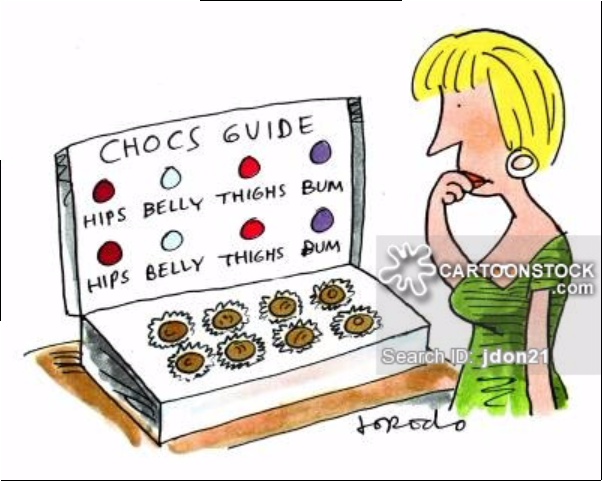 CHOCS GUIDE
HIPS BELLY THIGHS BUM
HIPS BELLY THIGHS BUM
CARTOONSTOCK
.com
Search ID: jdon21